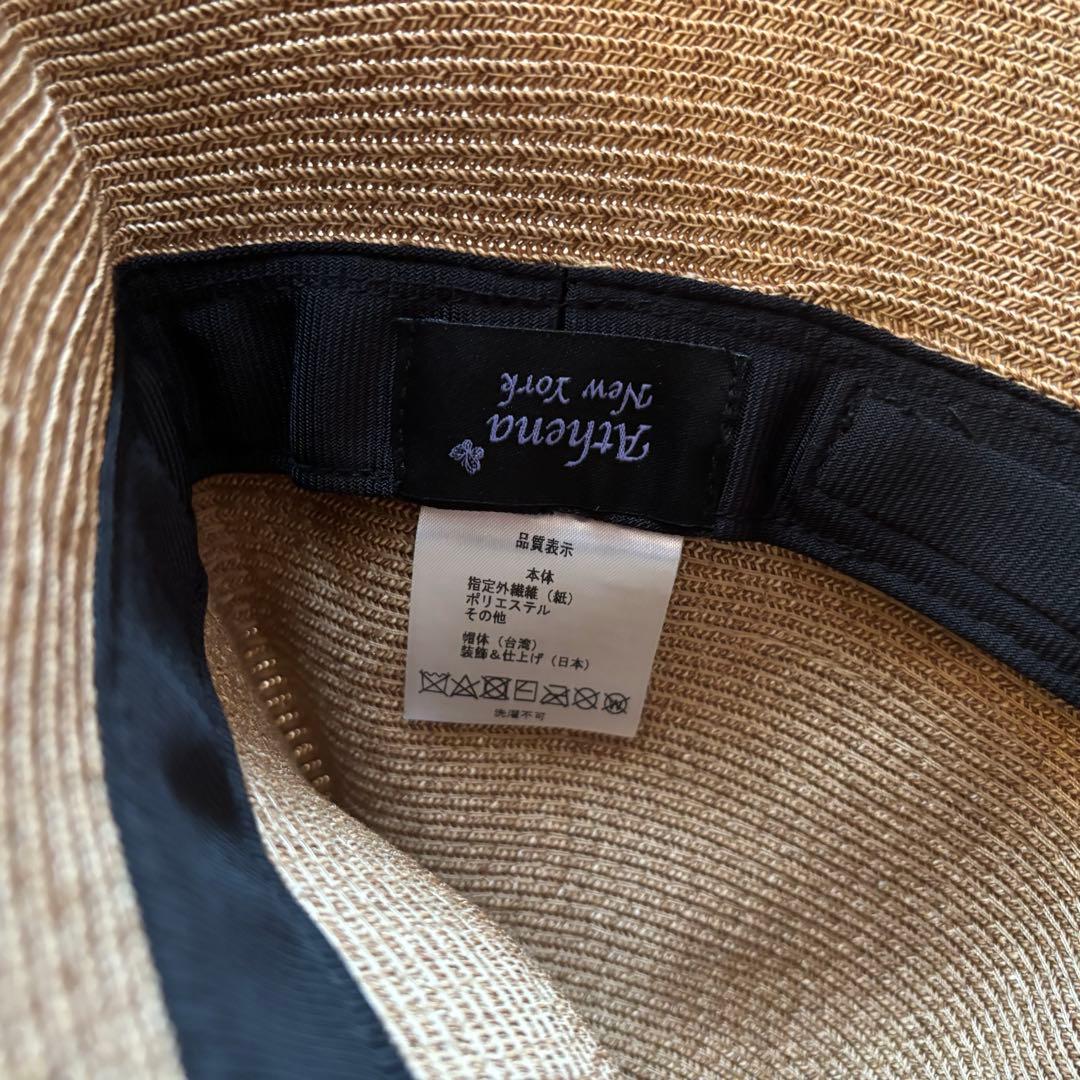 Athena
New York
品質表示
本体
指定外繊維（紙）
ポリエステル
その他
帽体（台湾）
装飾&仕上げ（日本）
洗濯不可